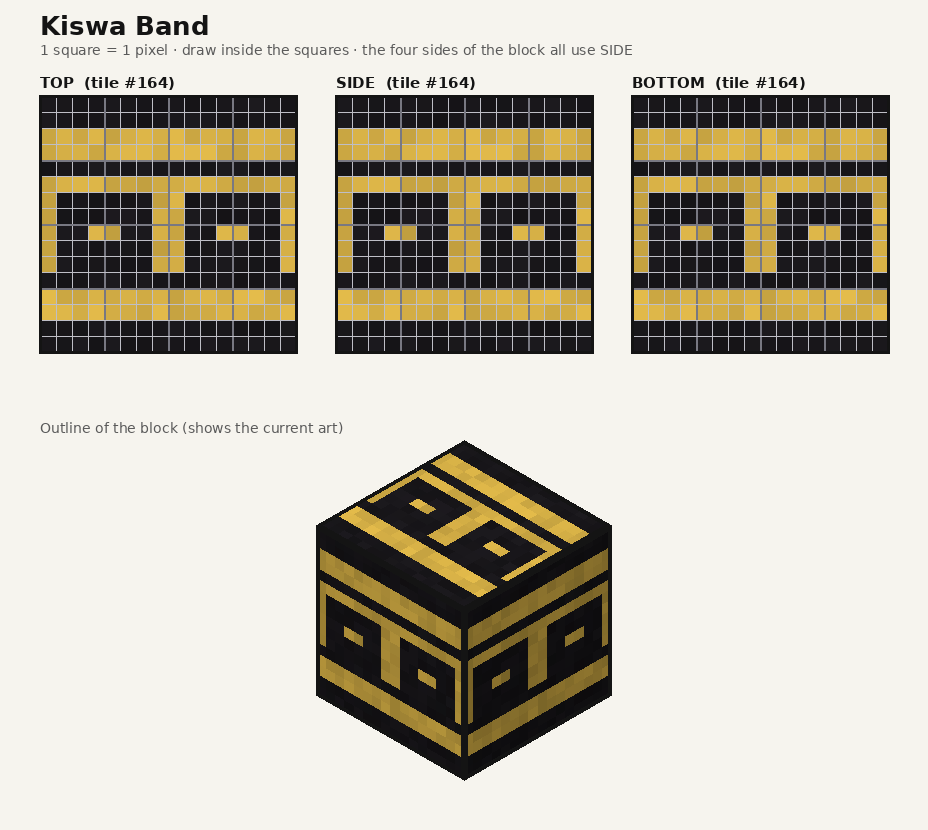 Kiswa Band
1 square = 1 pixel · draw inside the squares · the four sides of the block all use SIDE
TOP (tile #164)
SIDE (tile #164)
BOTTOM (tile #164)
Outline of the block (shows the current art)